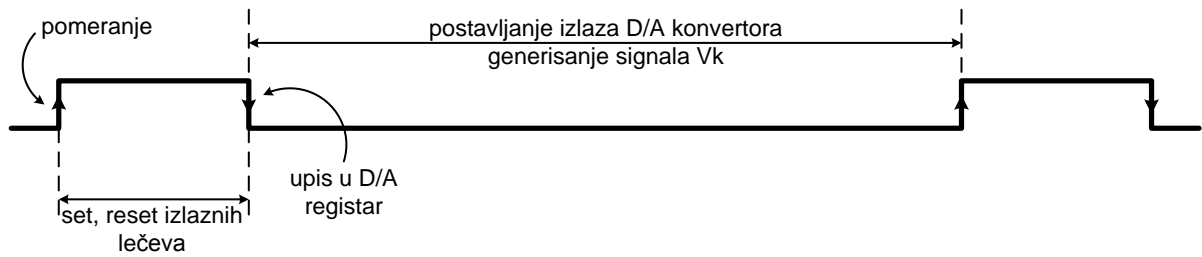 pomeranje
postavljanje izlaza D/A konvertora
generisanje signala Vk
upis u D/A
registar
set, reset izlaznih
lečeva